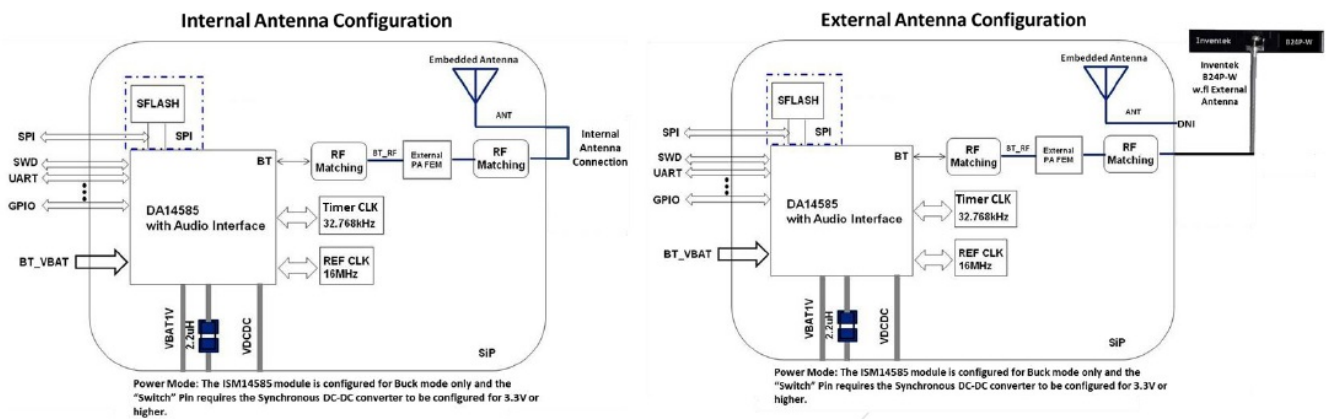 Internal Antenna Configuration
Embedded Antenna
SFLASH
ANT
SPI
SPI
Internal
Antenna
Connection
SWD
UART
GPIO
BT
RF
Matching
BT_RF
External
PA FEM
RF
Matching
DA14585
with Audio Interface
Timer CLK
32.768kHz
BT_VBAT
REF CLK
16MHz
VBAT1V
2.2uH
VDCDC
SiP
Power Mode: The ISM14585 module is configured for Buck mode only and the
“Switch” Pin requires the Synchronous DC-DC converter to be configured for 3.3V or
higher.
External Antenna Configuration
Inventek
B24P-W
Embedded Antenna
Inventek
B24P-W
w.fl External
Antenna
SFLASH
ANT
DNI
SPI
SPI
SWD
UART
GPIO
BT
RF
Matching
BT_RF
External
PA FEM
RF
Matching
DA14585
with Audio Interface
Timer CLK
32.768kHz
BT_VBAT
REF CLK
16MHz
VBAT1V
2.2uH
VDCDC
SiP
Power Mode: The ISM14585 module is configured for Buck mode only and the
“Switch” Pin requires the Synchronous DC-DC converter to be configured for 3.3V or
higher.